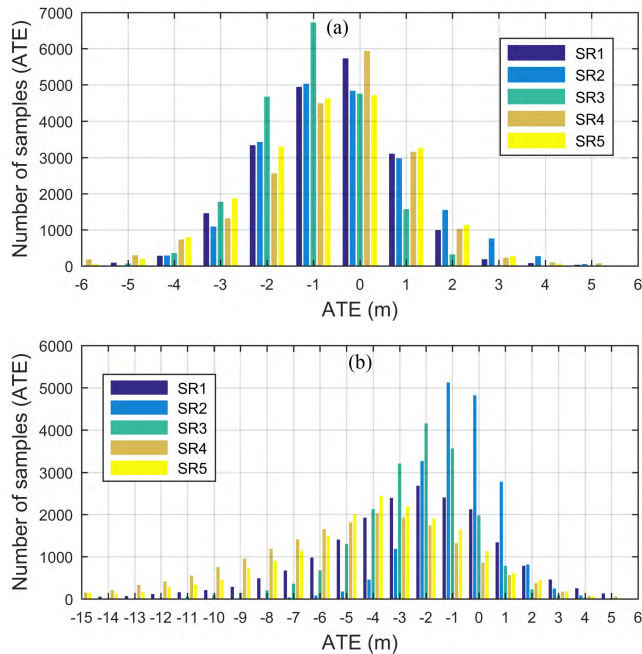 (a)
Number of samples (ATE)
7000
6000
5000
4000
3000
2000
1000
0
SR1
SR2
SR3
SR4
SR5
-6 -5 -4 -3 -2 -1 0 1 2 3 4 5 6
ATE (m)
(b)
Number of samples (ATE)
6000
5000
4000
3000
2000
1000
0
SR1
SR2
SR3
SR4
SR5
-15 -14 -13 -12 -11 -10 -9 -8 -7 -6 -5 -4 -3 -2 -1 0 1 2 3 4 5 6
ATE (m)